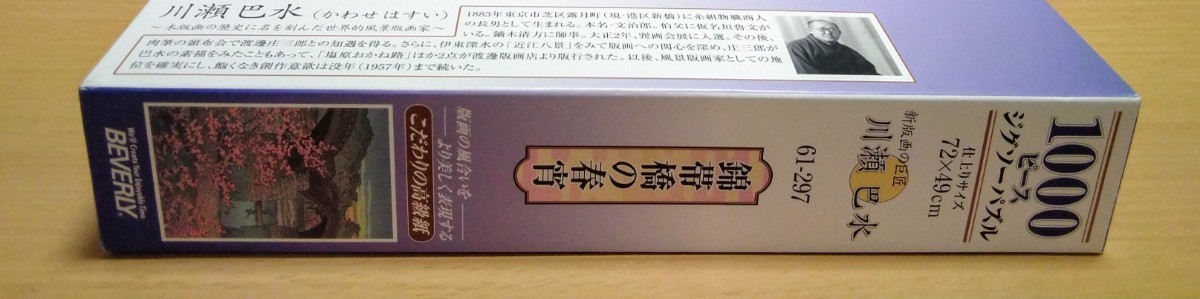 川瀬巴水（かわせはすい）
～木版画の歴史に名を刻んだ世界的風景版画家～
1883年東京市芝区露月町（現・港区新橋）に糸組物職商人
の長男として生まれる。本名・文治郎。伯父に仮名垣魯文が
いる。鏑木清方に師事。大正2年、巽画会展に入選。その後、
肉筆の頒布会で渡邊庄三郎との知遇を得る。さらに、伊東深水の「近江八景」をみて版画への関心を深め、庄三郎が
巴水の素描をみたこともあって、「塩原おかね路」ほか2点が渡邊版画店より版行された。以後、風景版画家としての地
位を確実にし、飽くなき創作意欲は没年（1957年）まで続いた。
1000
ピース
ジグソーパズル
仕上りサイズ
72×49cm
新版画の巨匠
川瀬巴水
61-297
錦帯橋の春宵
版画の風合いを
より美しく表現する
こだわりの高級紙
We'll Create Your Enjoyable Time
BEVERLY